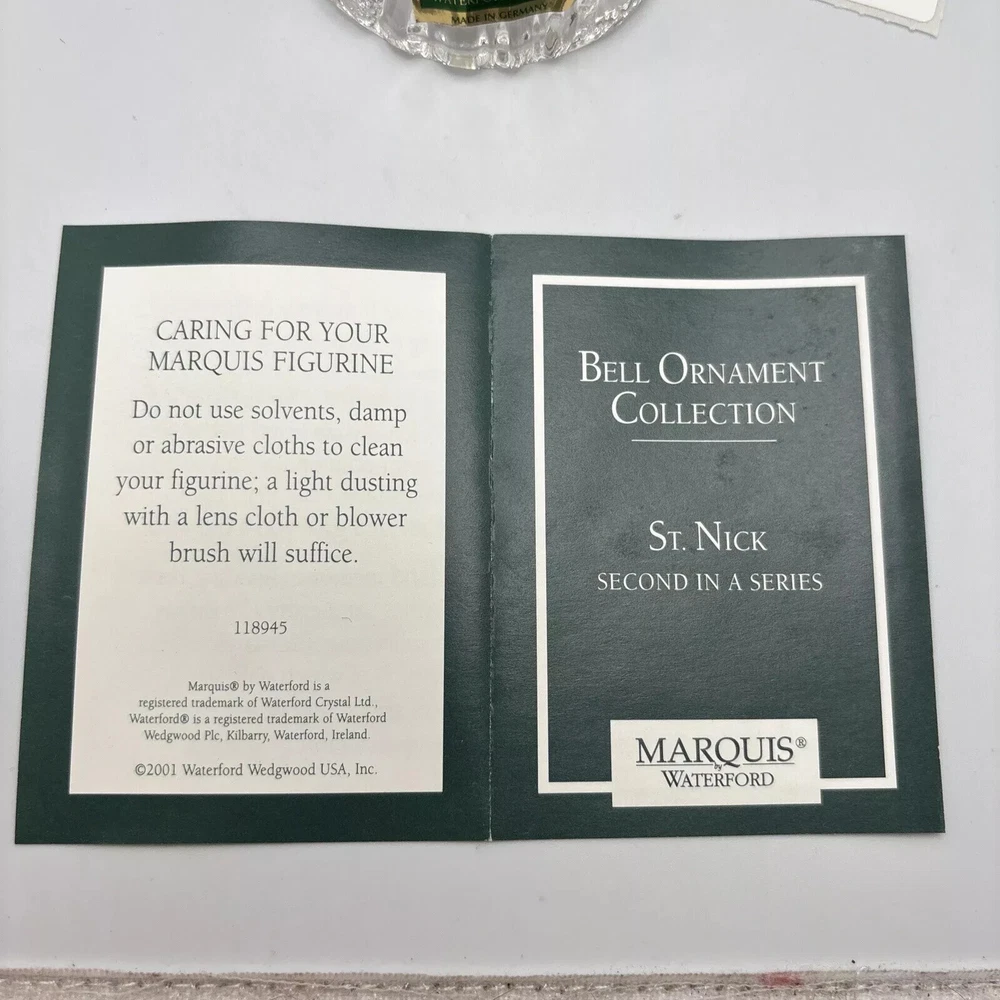 MADE IN GERMANY
CARING FOR YOUR
MARQUIS FIGURINE
Do not use solvents, damp
or abrasive cloths to clean
your figurine; a light dusting
with a lens cloth or blower
brush will suffice.
118945
Marquis® by Waterford is a
registered trademark of Waterford Crystal Ltd.,
Waterford® is a registered trademark of Waterford
Wedgwood Plc, Kilbarry, Waterford, Ireland.
©2001 Waterford Wedgwood USA, Inc.
BELL ORNAMENT
COLLECTION
ST. NICK
SECOND IN A SERIES
MARQUIS®
by
WATERFORD